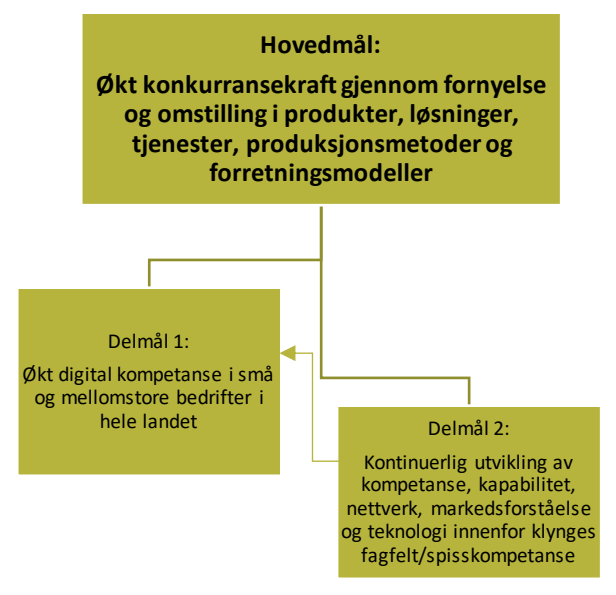 Hovedmål:
Økt konkurransekraft gjennom fornyelse
og omstilling i produkter, løsninger,
tjenester, produksjonsmetoder og
forretningsmodeller
Delmål 1:
Økt digital kompetanse i små
og mellomstore bedrifter i
hele landet
Delmål 2:
Kontinuerlig utvikling av
kompetanse, kapabilitet,
nettverk, markedsforståelse
og teknologi innenfor klynges
fagfelt/spisskompetanse